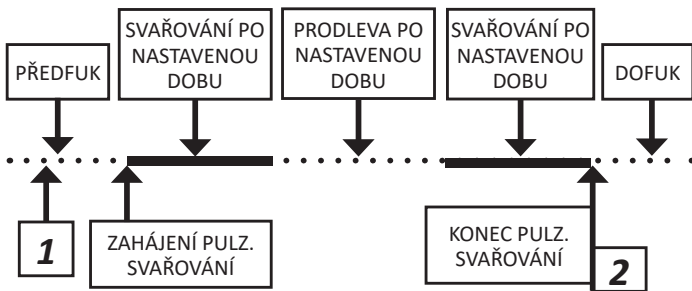 PŘEDFUK
SVAŘOVÁNÍ PO
NASTAVENOU
DOBU
PRODLEVA PO
NASTAVENOU
DOBU
SVAŘOVÁNÍ PO
NASTAVENOU
DOBU
DOFUK
1
ZAHÁJENÍ PULZ.
SVAŘOVÁNÍ
KONEC PULZ.
SVAŘOVÁNÍ
2